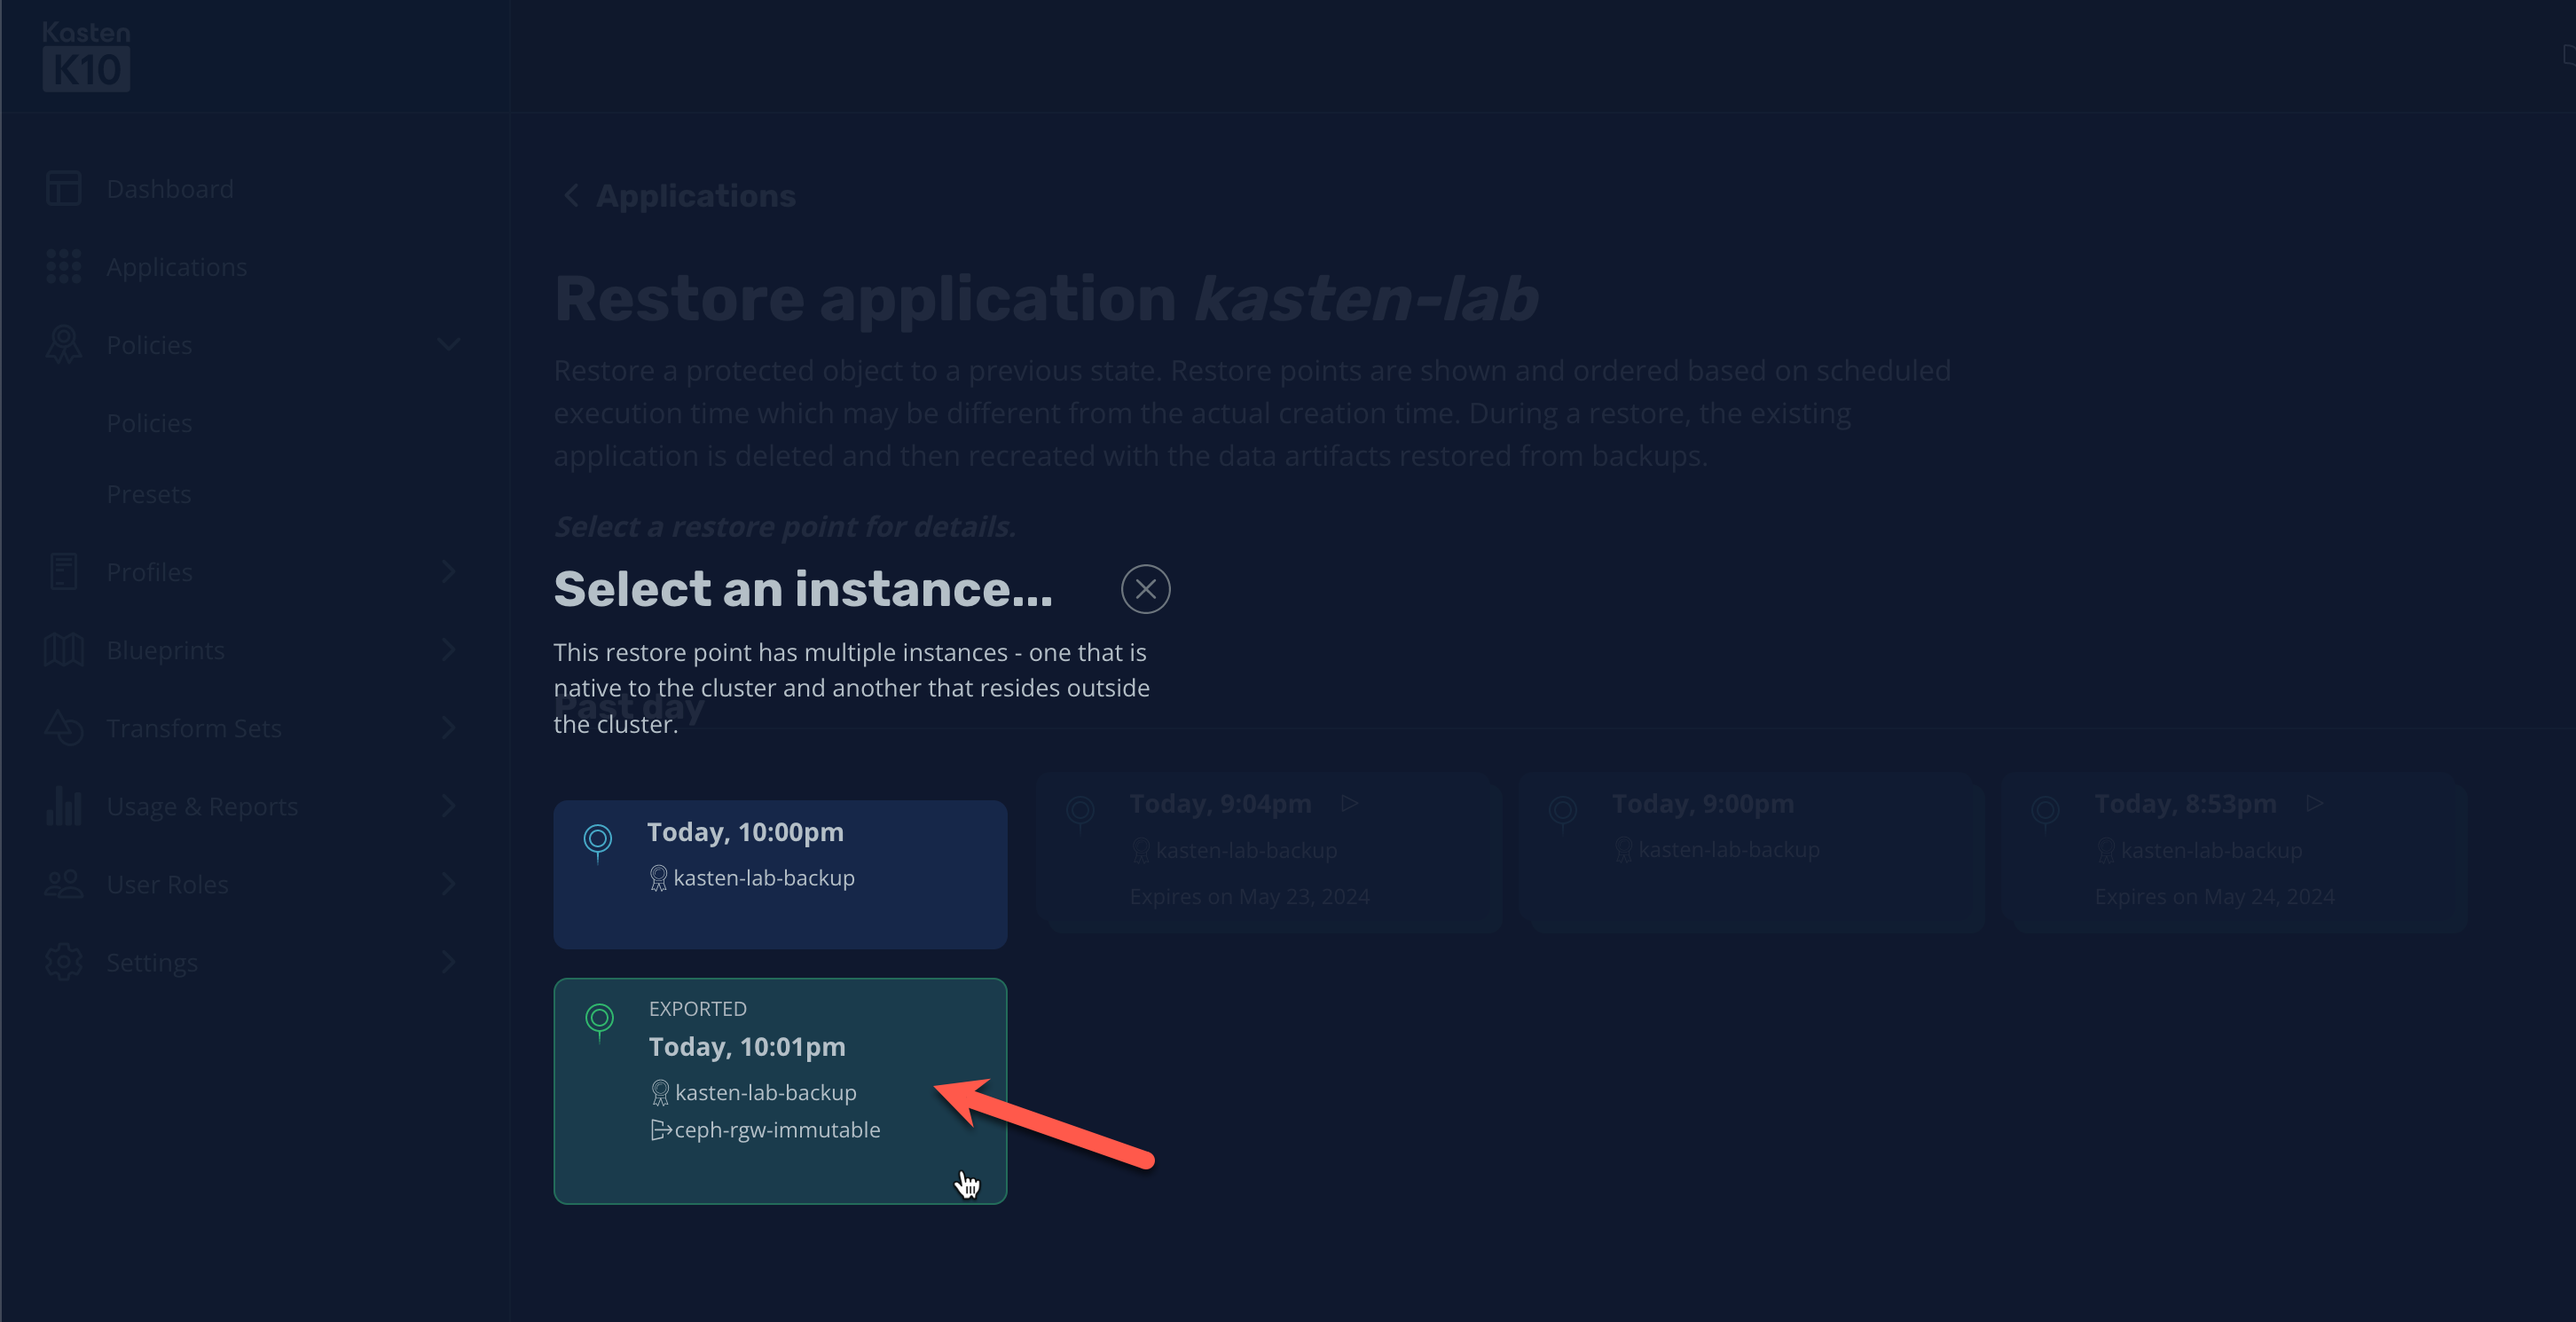 Kasten
K10
Dashboard
Applications
Policies
Policies
Presets
Profiles
Blueprints
Transform Sets
Usage & Reports
User Roles
Settings
Applications
Restore application kasten-lab
Restore a protected object to a previous state. Restore points are shown and ordered based on scheduled
execution time which may be different from the actual creation time. During a restore, the existing
application is deleted and then recreated with the data artifacts restored from backups.
Select a restore point for details.
Select an instance...
This restore point has multiple instances - one that is
native to the cluster and another that resides outside
the cluster.
Past day
Today, 10:00pm
kasten-lab-backup
EXPORTED
Today, 10:01pm
kasten-lab-backup
ceph-rgw-immutable
Today, 9:04pm
kasten-lab-backup
Expires on May 23, 2024
Today, 9:00pm
kasten-lab-backup
Today, 8:53pm
kasten-lab-backup
Expires on May 24, 2024